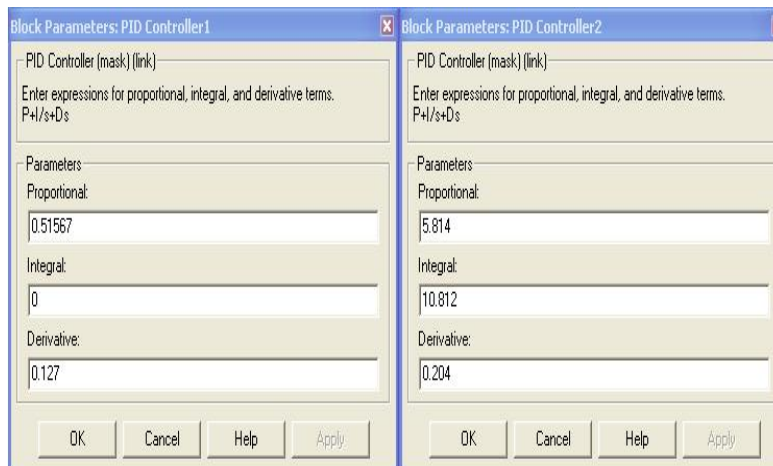 Block Parameters: PID Controller1
PID Controller (mask) (link)
Enter expressions for proportional, integral, and derivative terms.
P+I/s+Ds
Parameters
Proportional:
0.51567
Integral:
0
Derivative:
0.127
OK Cancel Help Apply
Block Parameters: PID Controller2
PID Controller (mask) (link)
Enter expressions for proportional, integral, and derivative terms.
P+I/s+Ds
Parameters
Proportional:
5.814
Integral:
10.812
Derivative:
0.204
OK Cancel Help Apply